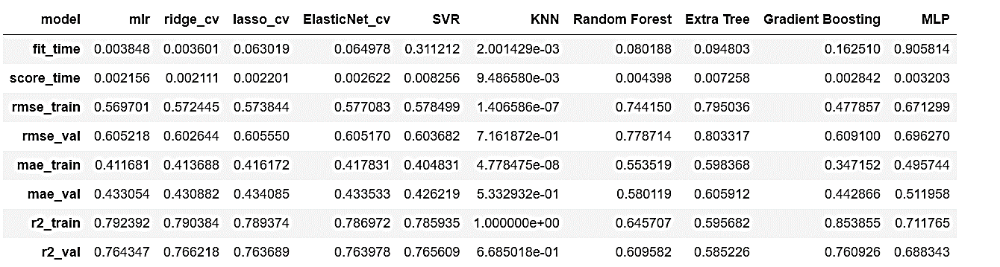 model mlr ridge_cv lasso_cv ElasticNet_cv SVR KNN Random Forest Extra Tree Gradient Boosting MLP
fit_time 0.003848 0.003601 0.063019 0.064978 0.311212 2.001429e-03 0.080188 0.094803 0.162510 0.905814
score_time 0.002156 0.002111 0.002201 0.002622 0.008256 9.486580e-03 0.004398 0.007258 0.002842 0.003203
rmse_train 0.569701 0.572445 0.573844 0.577083 0.578499 1.406586e-07 0.744150 0.795036 0.477857 0.671299
rmse_val 0.605218 0.602644 0.605550 0.605170 0.603682 7.161872e-01 0.778714 0.803317 0.609100 0.696270
mae_train 0.411681 0.413688 0.416172 0.417831 0.404831 4.778475e-08 0.553519 0.598368 0.347152 0.495744
mae_val 0.433054 0.430882 0.434085 0.433533 0.426219 5.332932e-01 0.580119 0.605912 0.442866 0.511958
r2_train 0.792392 0.790384 0.789374 0.786972 0.785935 1.000000e+00 0.645707 0.595682 0.853855 0.711765
r2_val 0.764347 0.766218 0.763689 0.763978 0.765609 6.685018e-01 0.609582 0.585226 0.760926 0.688343